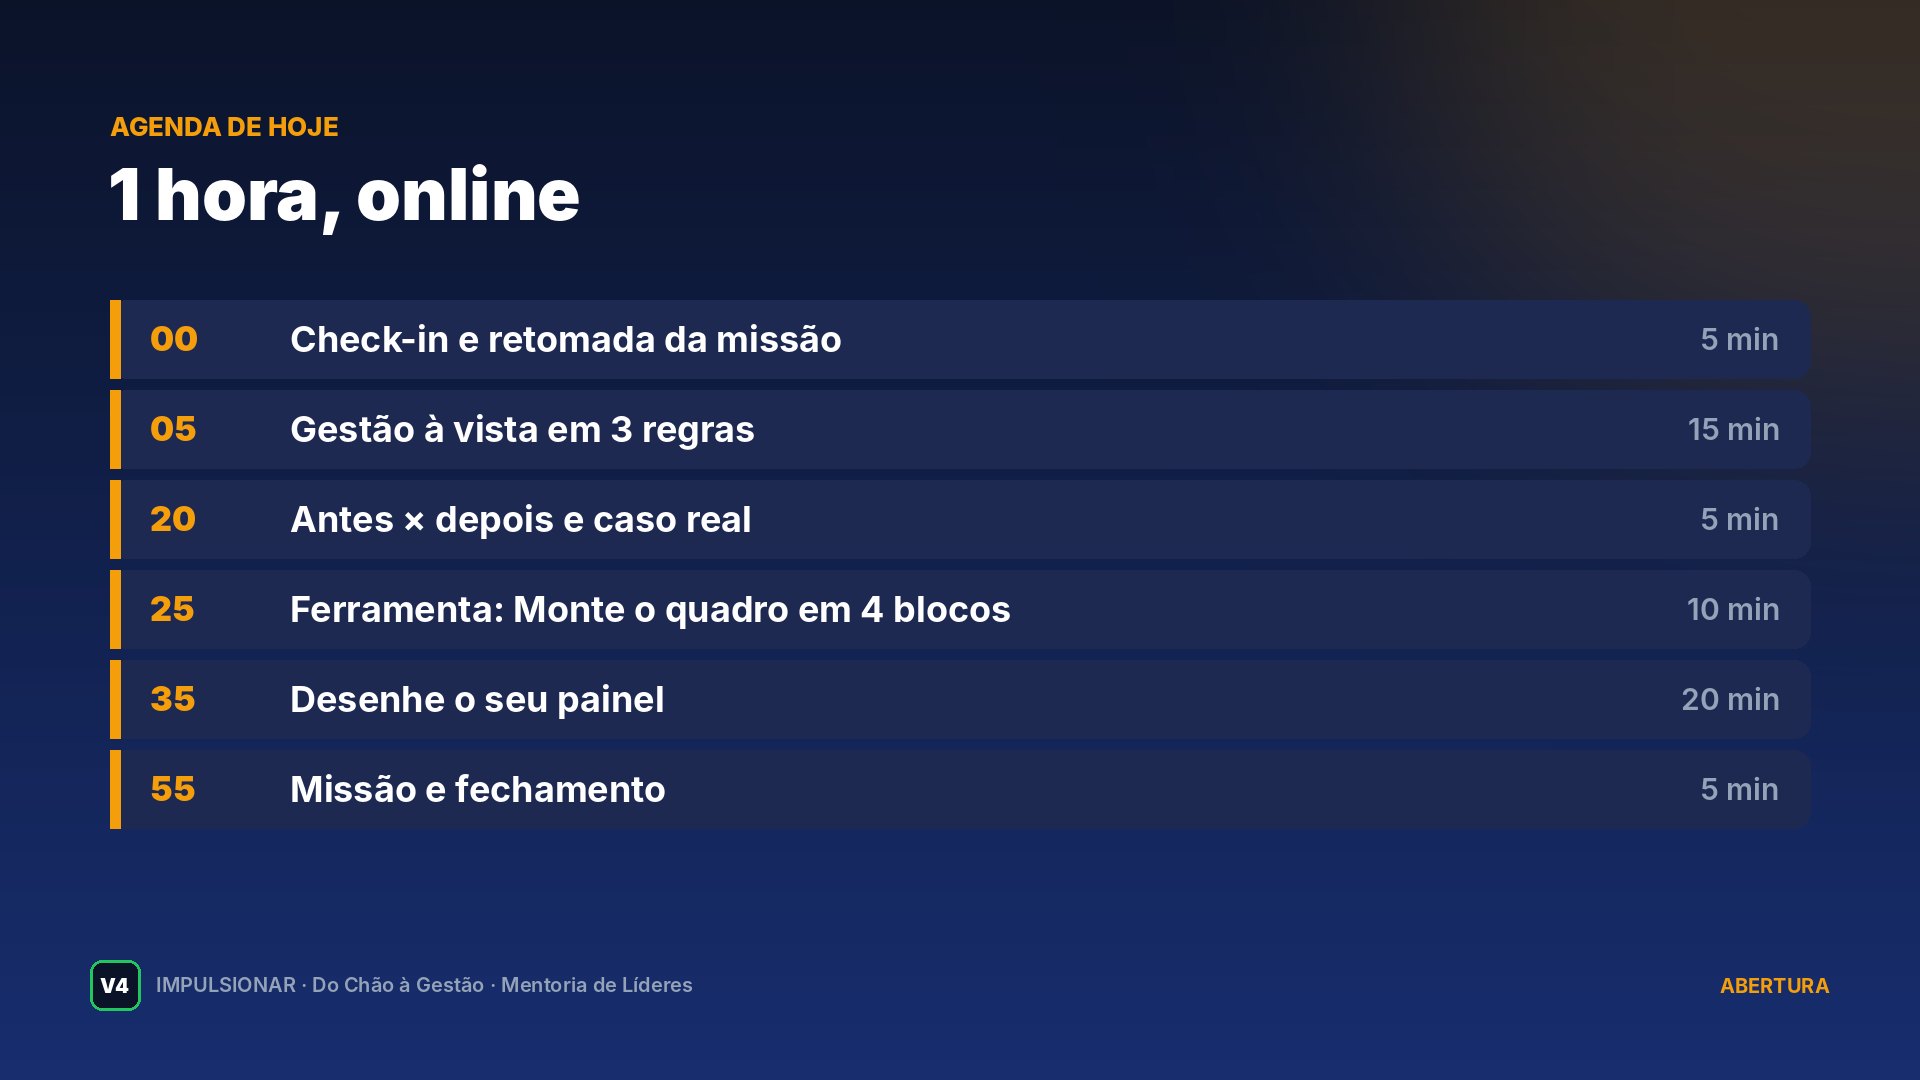 AGENDA DE HOJE
1 hora, online
00 Check-in e retomada da missão 5 min
05 Gestão à vista em 3 regras 15 min
20 Antes × depois e caso real 5 min
25 Ferramenta: Monte o quadro em 4 blocos 10 min
35 Desenhe o seu painel 20 min
55 Missão e fechamento 5 min
V4 IMPULSIONAR · Do Chão à Gestão · Mentoria de Líderes ABERTURA